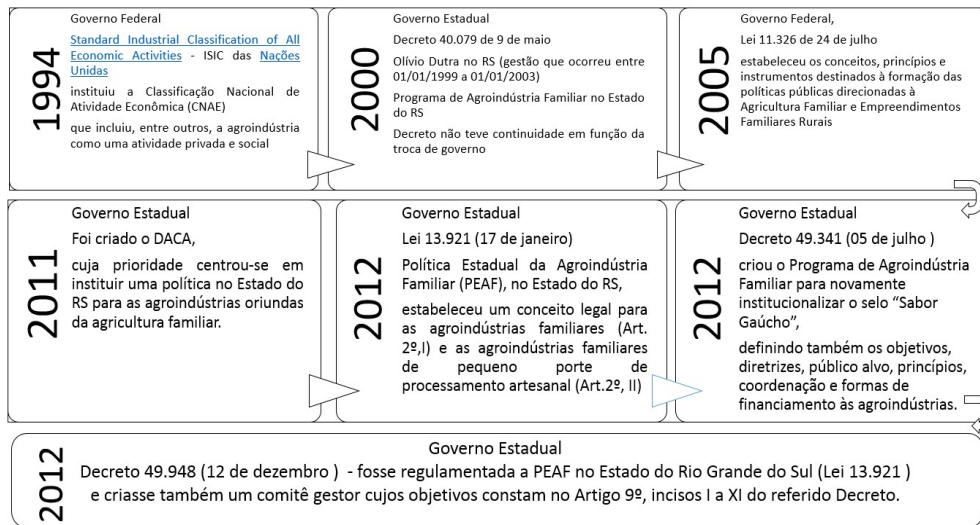 1994
Governo Federal
Standard Industrial Classification of All
Economic Activities - ISIC das Nações
Unidas
instituiu a Classificação Nacional de
Atividade Econômica (CNAE)
que incluiu, entre outros, a agroindústria
como uma atividade privada e social
2000
Governo Estadual
Decreto 40.079 de 9 de maio
Olívio Dutra no RS (gestão que ocorreu entre
01/01/1999 a 01/01/2003)
Programa de Agroindústria Familiar no Estado
do RS
Decreto não teve continuidade em função da
troca de governo
2005
Governo Federal,
Lei 11.326 de 24 de julho
estabeleceu os conceitos, princípios e
instrumentos destinados à formação das
políticas públicas direcionadas à
Agricultura Familiar e Empreendimentos
Familiares Rurais
2011
Governo Estadual
Foi criado o DACA,
cuja prioridade centrou-se em
instituir uma política no Estado do
RS para as agroindústrias oriundas
da agricultura familiar.
2012
Governo Estadual
Lei 13.921 (17 de janeiro)
Política Estadual da Agroindústria
Familiar (PEAF), no Estado do RS,
estabeleceu um conceito legal para
as agroindústrias familiares (Art.
2º,I) e as agroindústrias familiares
de pequeno porte de
processamento artesanal (Art.2º, II)
2012
Governo Estadual
Decreto 49.341 (05 de julho )
criou o Programa de Agroindústria
Familiar para novamente
institucionalizar o selo “Sabor
Gaúcho”,
definindo também os objetivos,
diretrizes, público alvo, princípios,
coordenação e formas de
financiamento às agroindústrias.
2012
Governo Estadual
Decreto 49.948 (12 de dezembro ) - fosse regulamentada a PEAF no Estado do Rio Grande do Sul (Lei 13.921 )
e criasse também um comitê gestor cujos objetivos constam no Artigo 9º, incisos I a XI do referido Decreto.